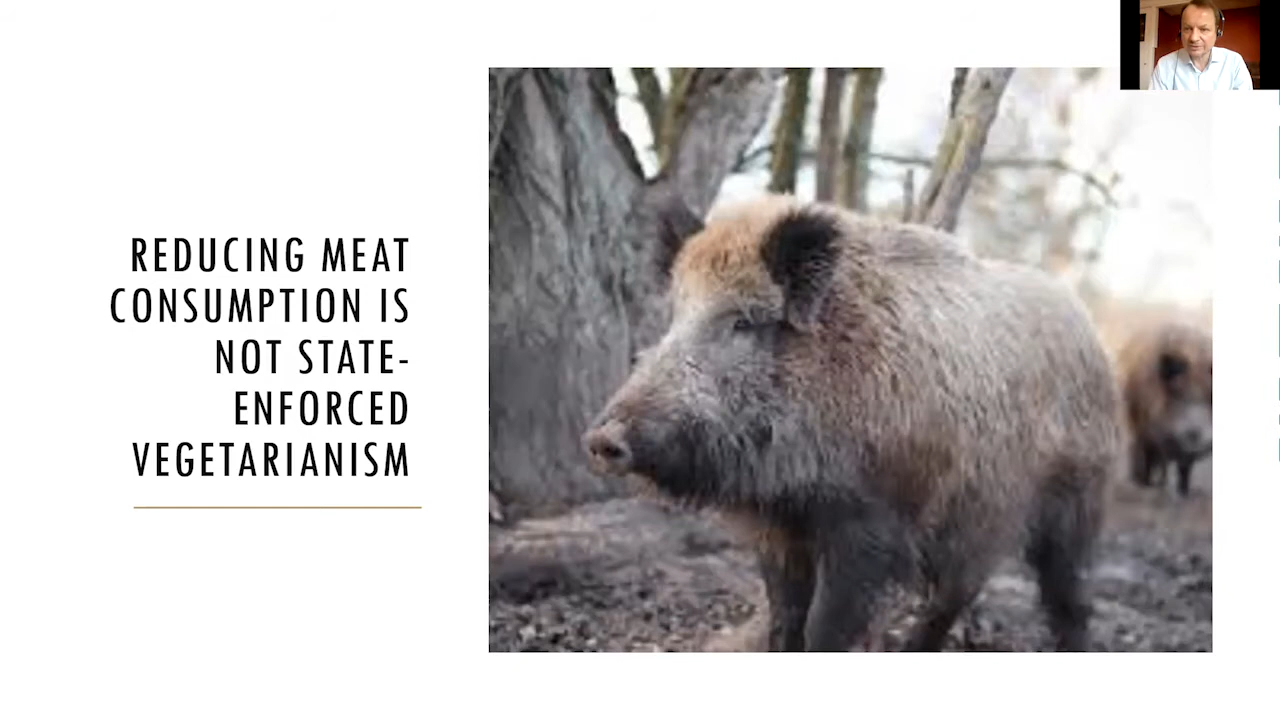 REDUCING MEAT
CONSUMPTION IS
NOT STATE-
ENFORCED
VEGETARIANISM